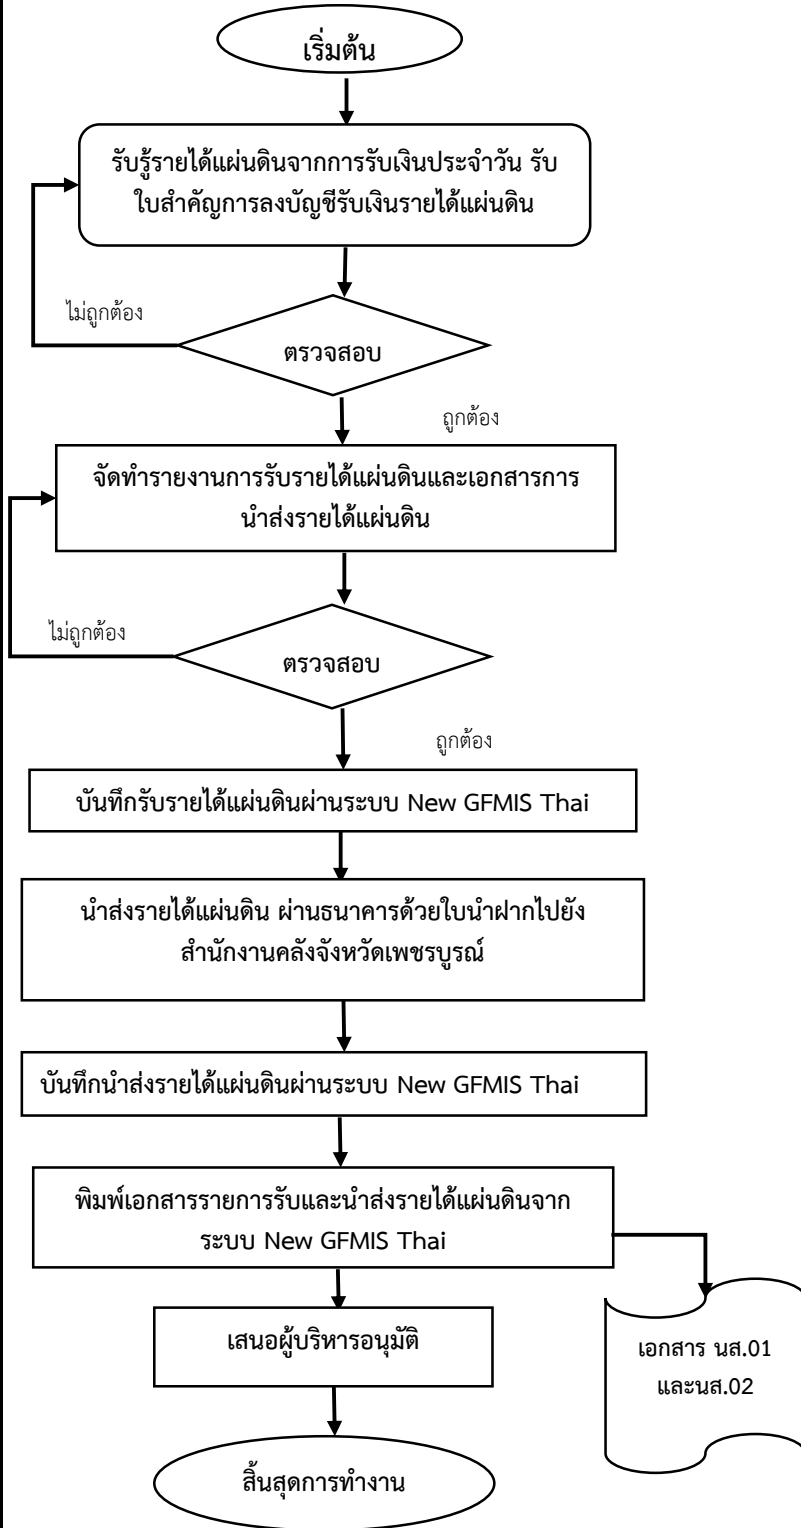 เริ่มต้น
รับรู้รายได้แผ่นดินจากการรับเงินประจำวัน รับ
ใบสำคัญการลงบัญชีรับเงินรายได้แผ่นดิน
ไม่ถูกต้อง
ตรวจสอบ
ถูกต้อง
จัดทำรายงานการรับรายได้แผ่นดินและเอกสารการ
นำส่งรายได้แผ่นดิน
ไม่ถูกต้อง
ตรวจสอบ
ถูกต้อง
บันทึกรับรายได้แผ่นดินผ่านระบบ New GFMIS Thai
นำส่งรายได้แผ่นดิน ผ่านธนาคารด้วยใบนำฝากไปยัง
สำนักงานคลังจังหวัดเพชรบูรณ์
บันทึกนำส่งรายได้แผ่นดินผ่านระบบ New GFMIS Thai
พิมพ์เอกสารรายการรับและนำส่งรายได้แผ่นดินจาก
ระบบ New GFMIS Thai
เสนอผู้บริหารอนุมัติ
เอกสาร นส.01
และนส.02
สิ้นสุดการทำงาน